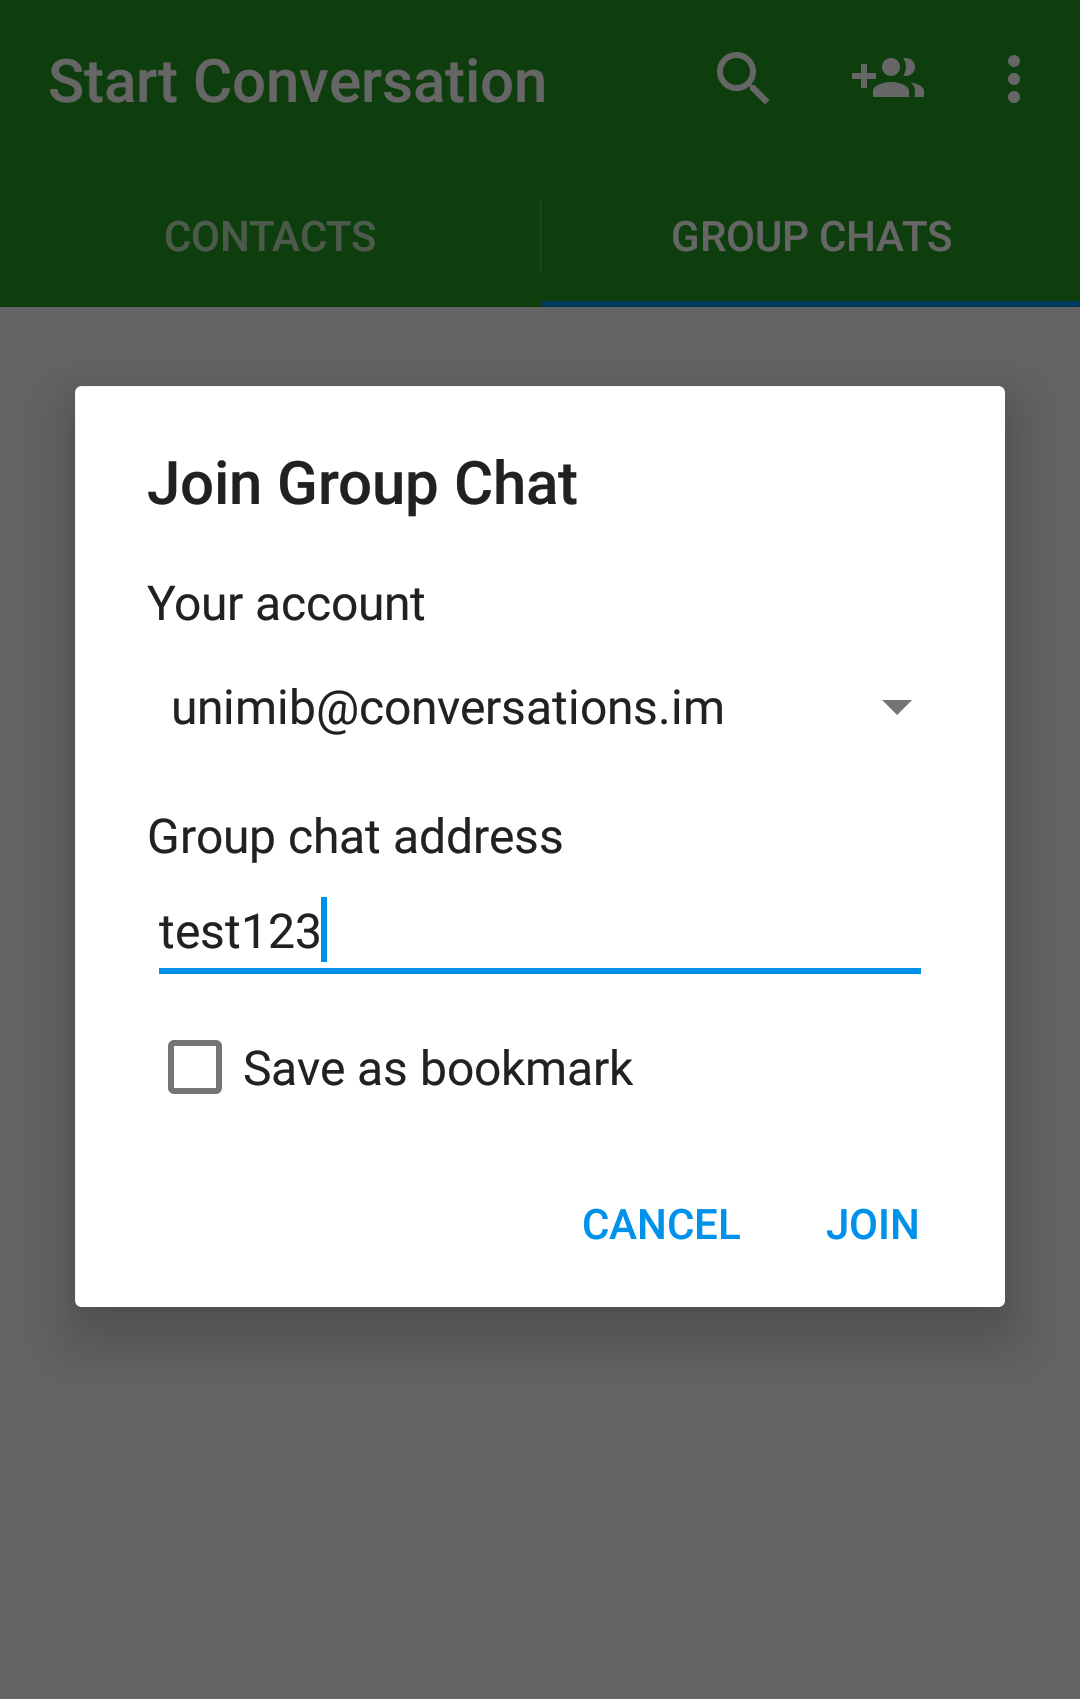 Start Conversation
CONTACTS
GROUP CHATS
Join Group Chat
Your account
unimib@conversations.im
Group chat address
test123
Save as bookmark
CANCEL
JOIN